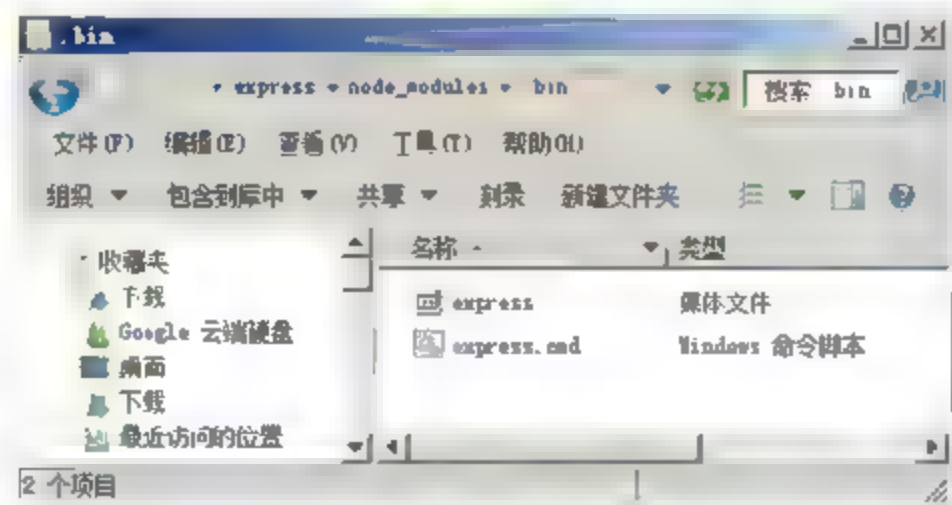 .bin
express node_modules bin 搜索 bin
文件(F) 编辑(E) 查看(V) 工具(T) 帮助(H)
组织 包含到库中 共享 刻录 新建文件夹
名称 类型
收藏夹
下载
Google 云端硬盘
桌面
下载
最近访问的位置
express 媒体文件
express.cmd Windows 命令脚本
2 个项目